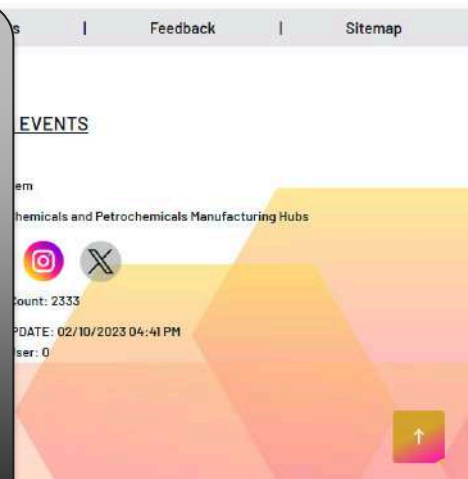 s | Feedback | Sitemap
EVENTS
em
hemicals and Petrochemicals Manufacturing Hubs
ount: 2333
PDATE: 02/10/2023 04:41 PM
ser: 0